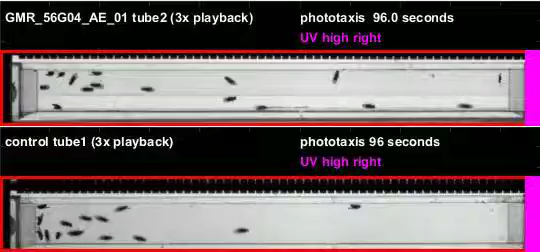 GMR_56G04_AE_01 tube2 (3x playback) phototaxis 96.0 seconds
UV high right
control tube1 (3x playback) phototaxis 96 seconds
UV high right